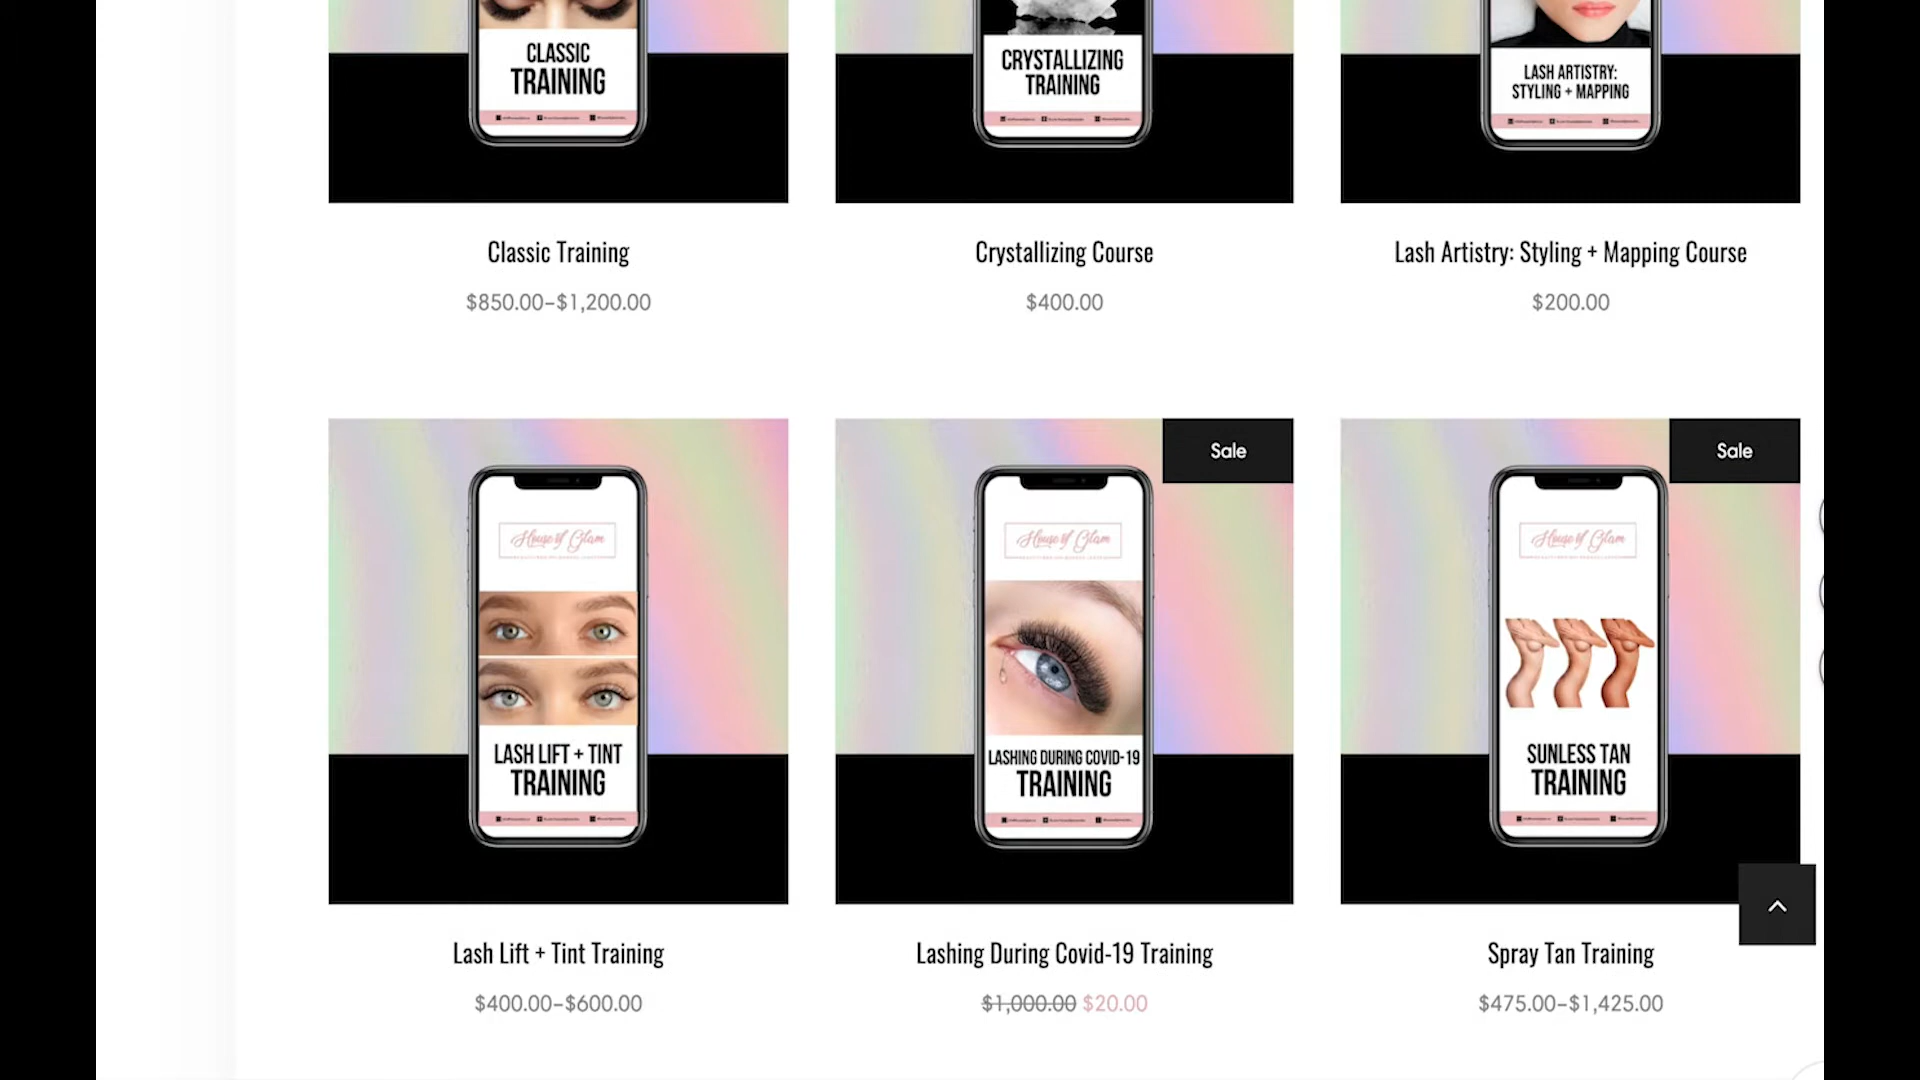 CLASSIC
TRAINING
CRYSTALLIZING
TRAINING
LASH ARTISTRY:
STYLING + MAPPING
Classic Training
$850.00–$1,200.00
Crystallizing Course
$400.00
Lash Artistry: Styling + Mapping Course
$200.00
House of Glam
LASH LIFT + TINT
TRAINING
Lash Lift + Tint Training
$400.00–$600.00
Sale
House of Glam
LASHING DURING COVID-19
TRAINING
Lashing During Covid-19 Training
$1,000.00 $20.00
Sale
House of Glam
SUNLESS TAN
TRAINING
Spray Tan Training
$475.00–$1,425.00